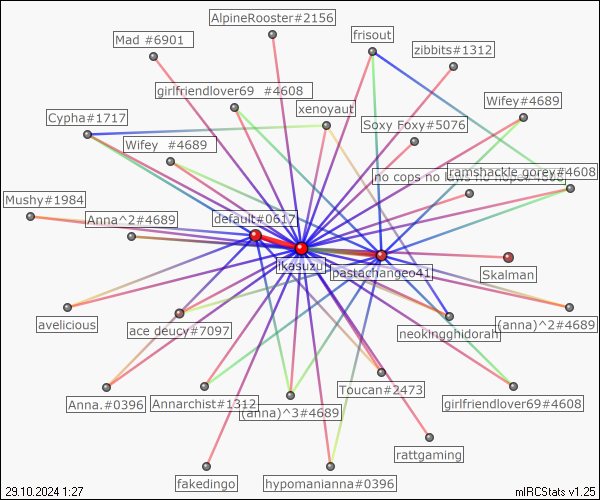 AlpineRooster#2156
Mad #6901
frisout
zibbits#1312
girlfriendlover69 #4608
xenoyaut
Wifey#4689
Cypha#1717
Soxy Foxy#5076
Wifey #4689
no cops no laws no nope#4608
ramshackle gorey#4608
Mushy#1984
Anna^2#4689
default#0617
ikasuzu
pastachangeo41
Skalman
avelicious
ace deucy#7097
neokingghidorah
(anna)^2#4689
Toucan#2473
Anna.#0396
Annarchist#1312
(anna)^3#4689
girlfriendlover69#4608
rattgaming
fakedingo
hypomanianna#0396
29.10.2024 1:27
mIRCStats v1.25